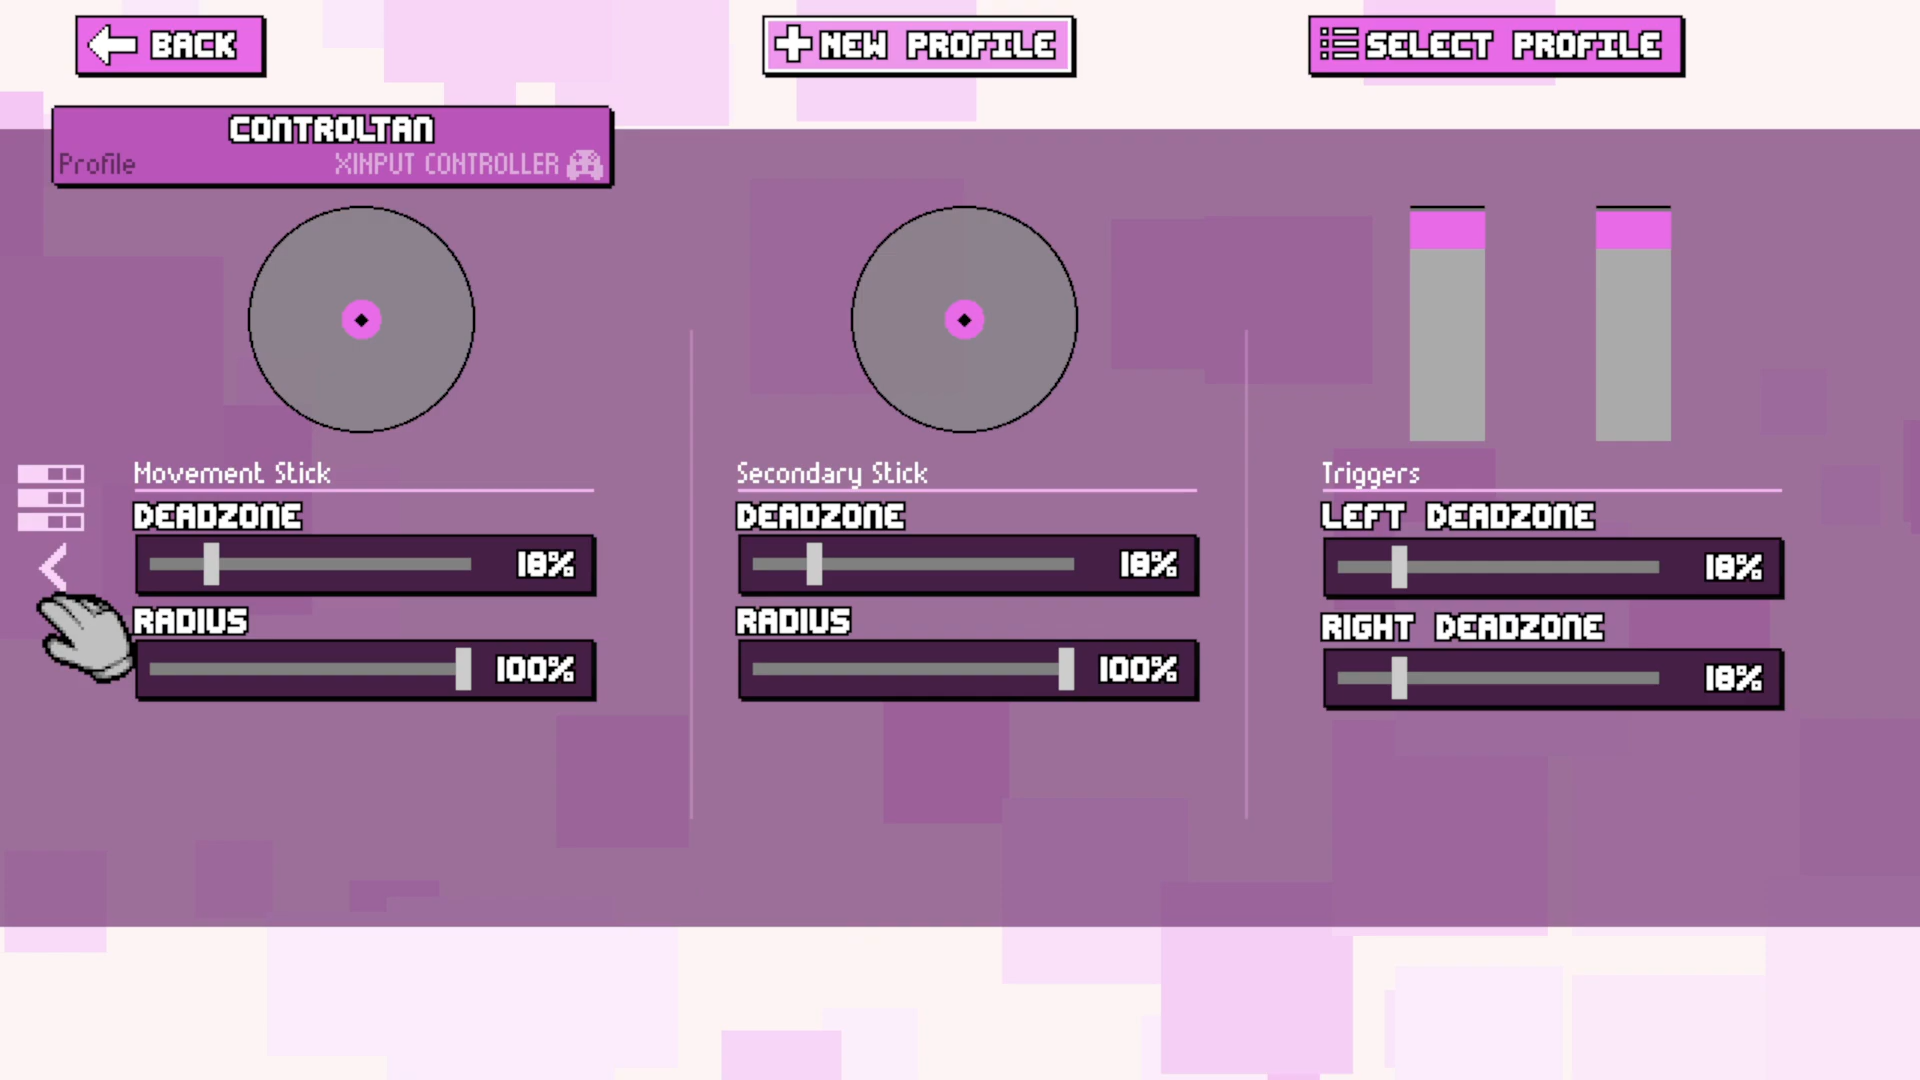 BACK
NEW PROFILE
SELECT PROFILE
CONTROLTAN
Profile
XINPUT CONTROLLER
Movement Stick
DEADZONE
18%
RADIUS
100%
Secondary Stick
DEADZONE
18%
RADIUS
100%
Triggers
LEFT DEADZONE
18%
RIGHT DEADZONE
18%